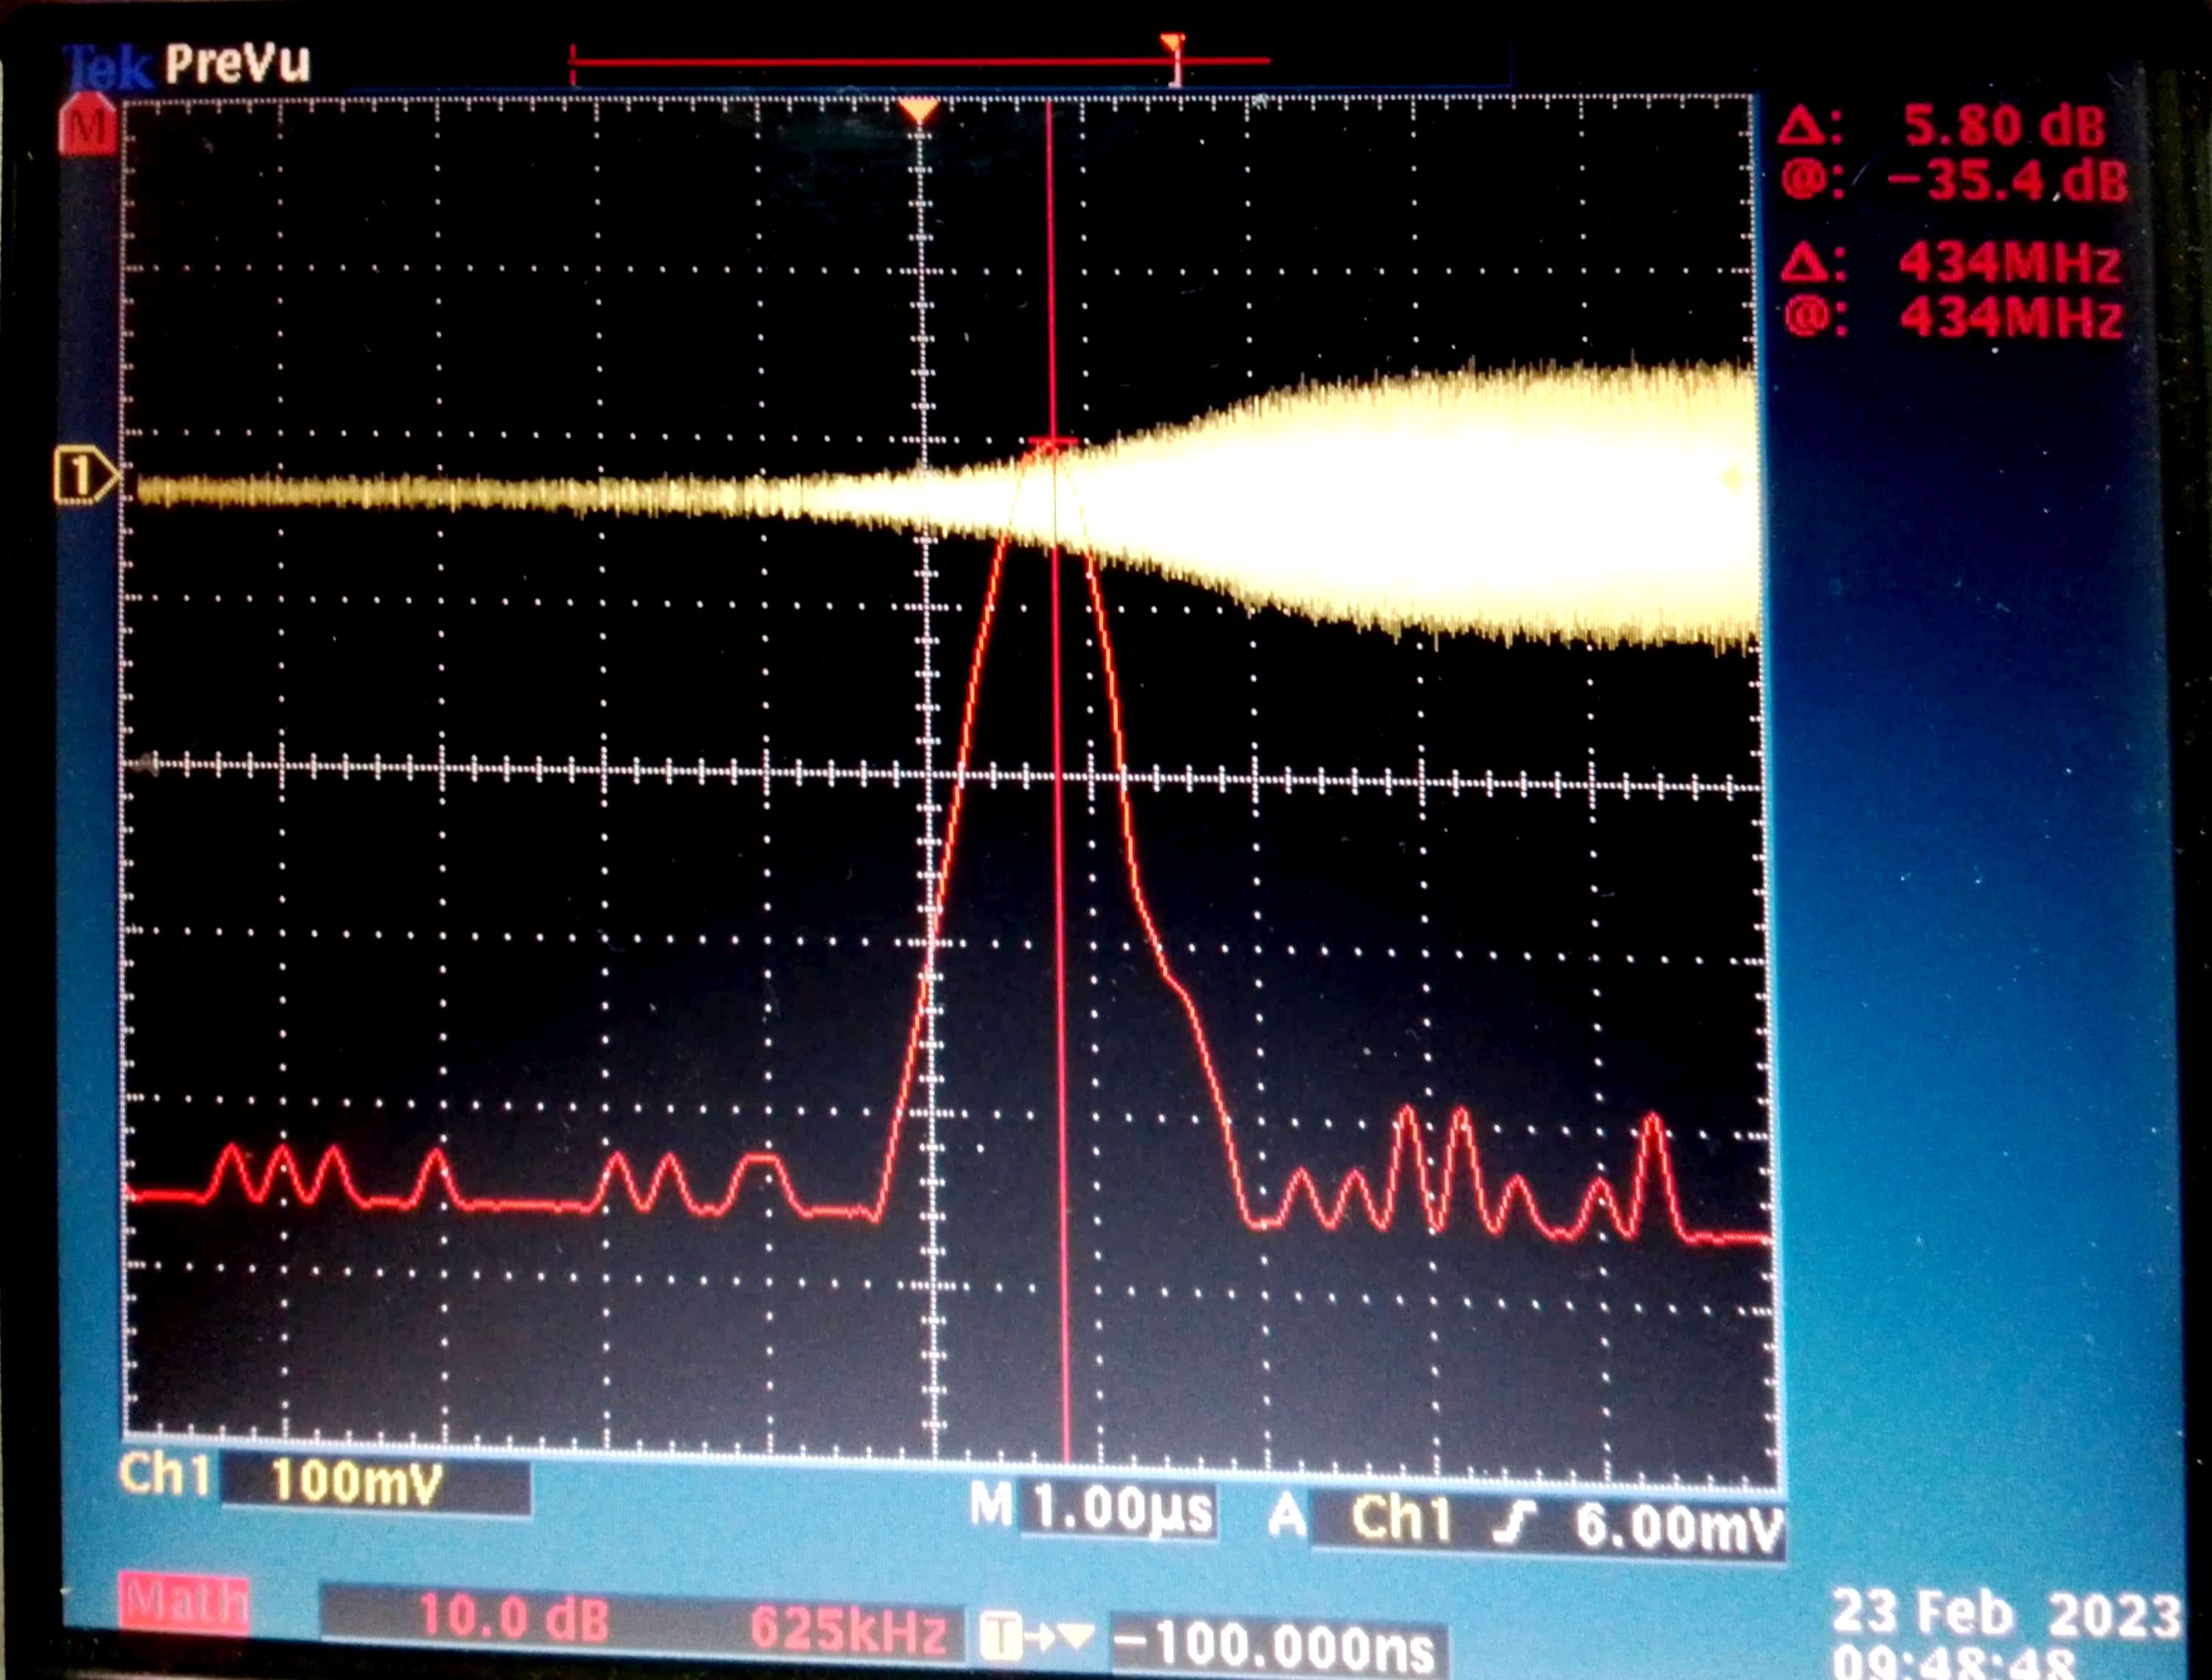 Tek PreVu
M
Δ: 5.80 dB
@: -35.4 dB
Δ: 434MHz
@: 434MHz
1
Ch1 100mV M 1.00µs A Ch1 6.00mV
Math 10.0 dB 625kHz T→▼ -100.000ns
23 Feb 2023
09:48:48